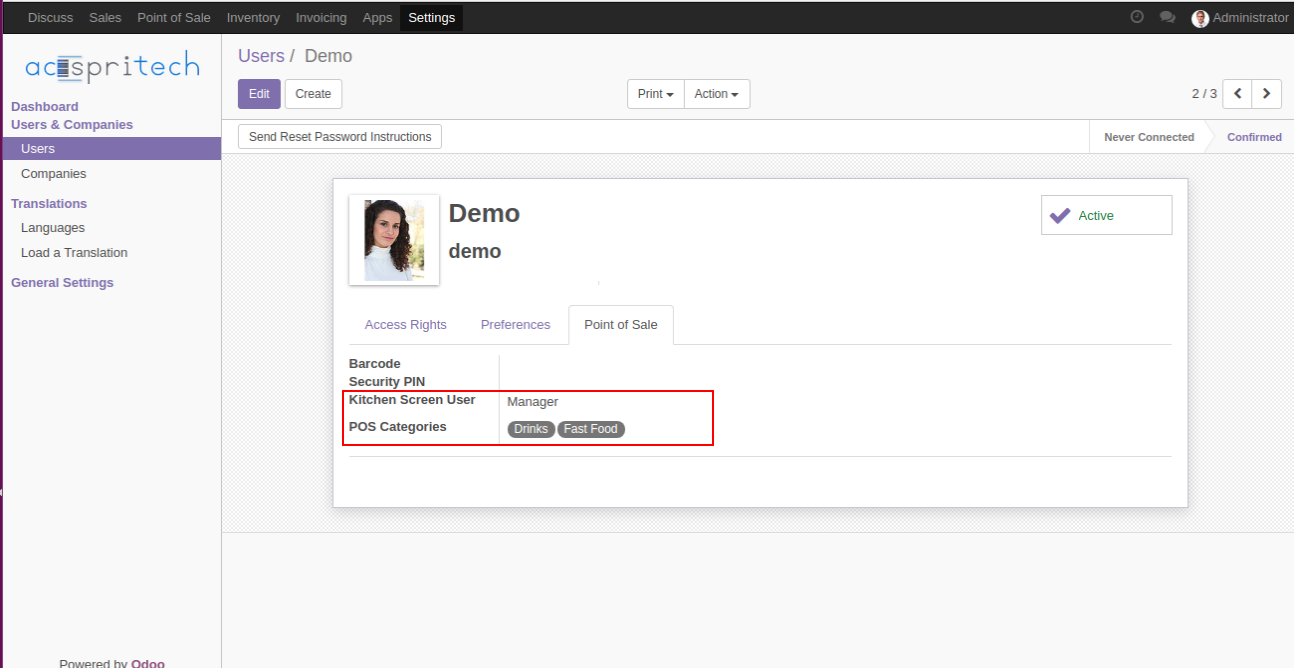 Discuss Sales Point of Sale Inventory Invoicing Apps Settings Administrator
acespritech
Dashboard
Users & Companies
Users
Companies
Translations
Languages
Load a Translation
General Settings
Powered by Odoo
Users / Demo
Edit Create Print Action 2 / 3
Send Reset Password Instructions Never Connected Confirmed
Demo
demo
Active
Access Rights Preferences Point of Sale
Barcode
Security PIN
Kitchen Screen User Manager
POS Categories Drinks Fast Food